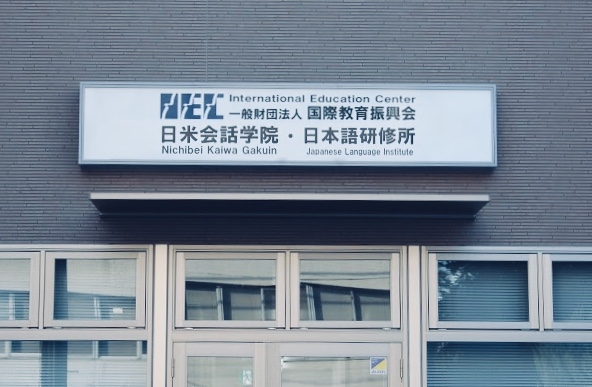 IEC International Education Center
一般財団法人 国際教育振興会
日米会話学院・日本語研修所
Nichibei Kaiwa Gakuin Japanese Language Institute